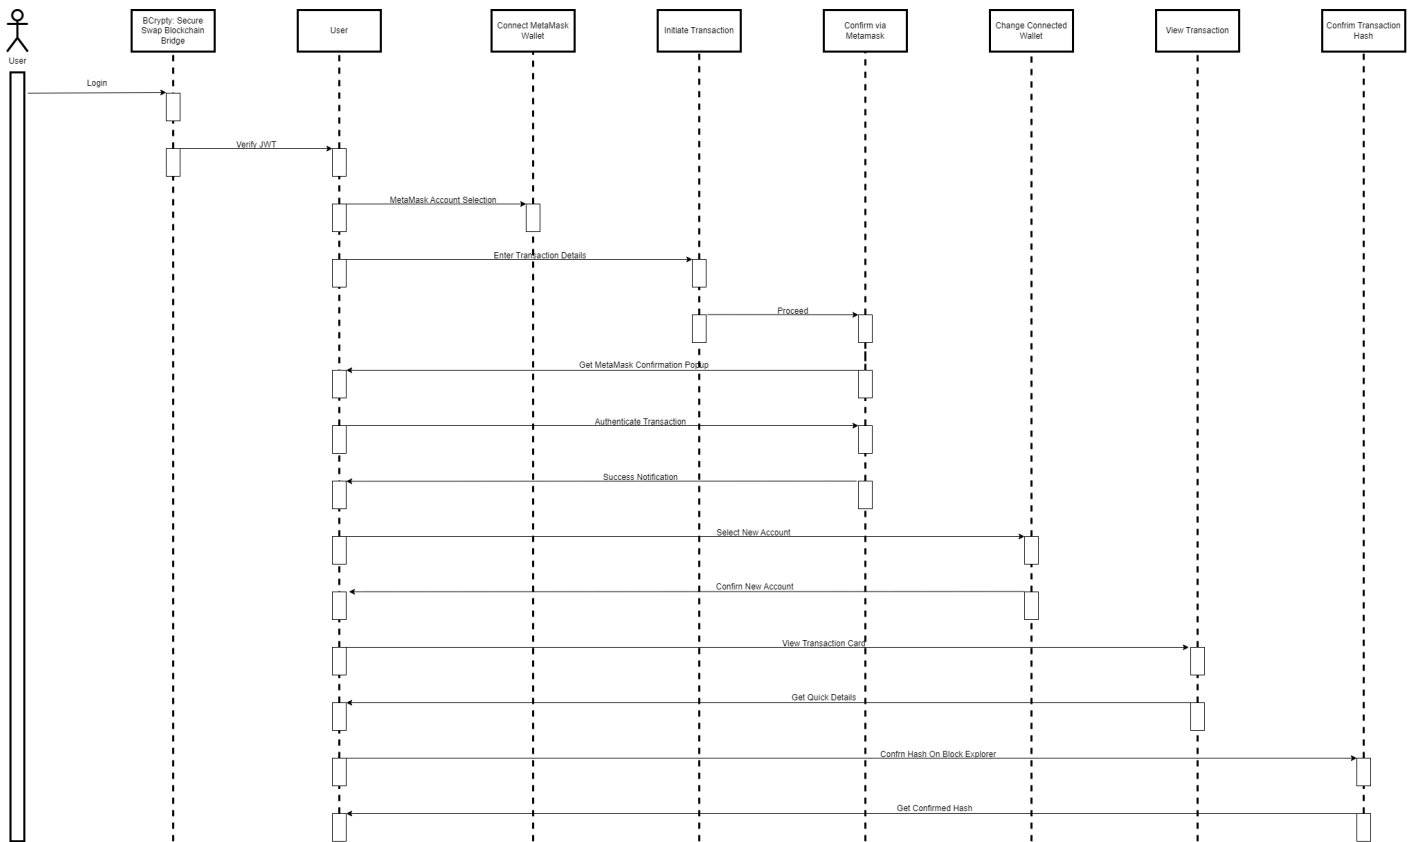 BCrypty: Secure
Swap Blockchain
Bridge
User
Connect MetaMask
Wallet
Initiate Transaction
Confirm via
Metamask
Change Connected
Wallet
View Transaction
Confrim Transaction
Hash
User
Login
Verify JWT
MetaMask Account Selection
Enter Transaction Details
Proceed
Get MetaMask Confirmation Popup
Authenticate Transaction
Success Notification
Select New Account
Confirn New Account
View Transaction Card
Get Quick Details
Confrn Hash On Block Explorer
Get Confirmed Hash